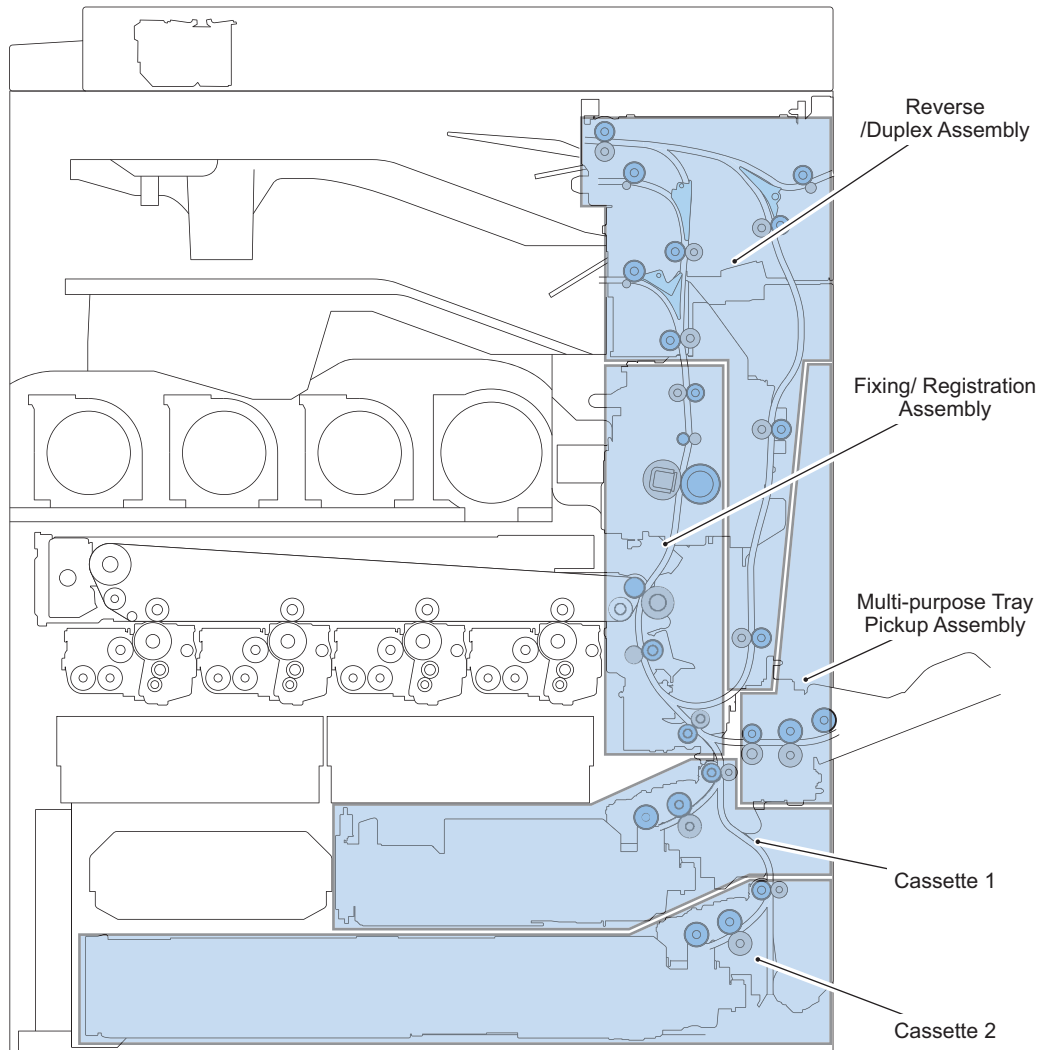 Reverse
/Duplex Assembly
Fixing/ Registration
Assembly
Multi-purpose Tray
Pickup Assembly
Cassette 1
Cassette 2